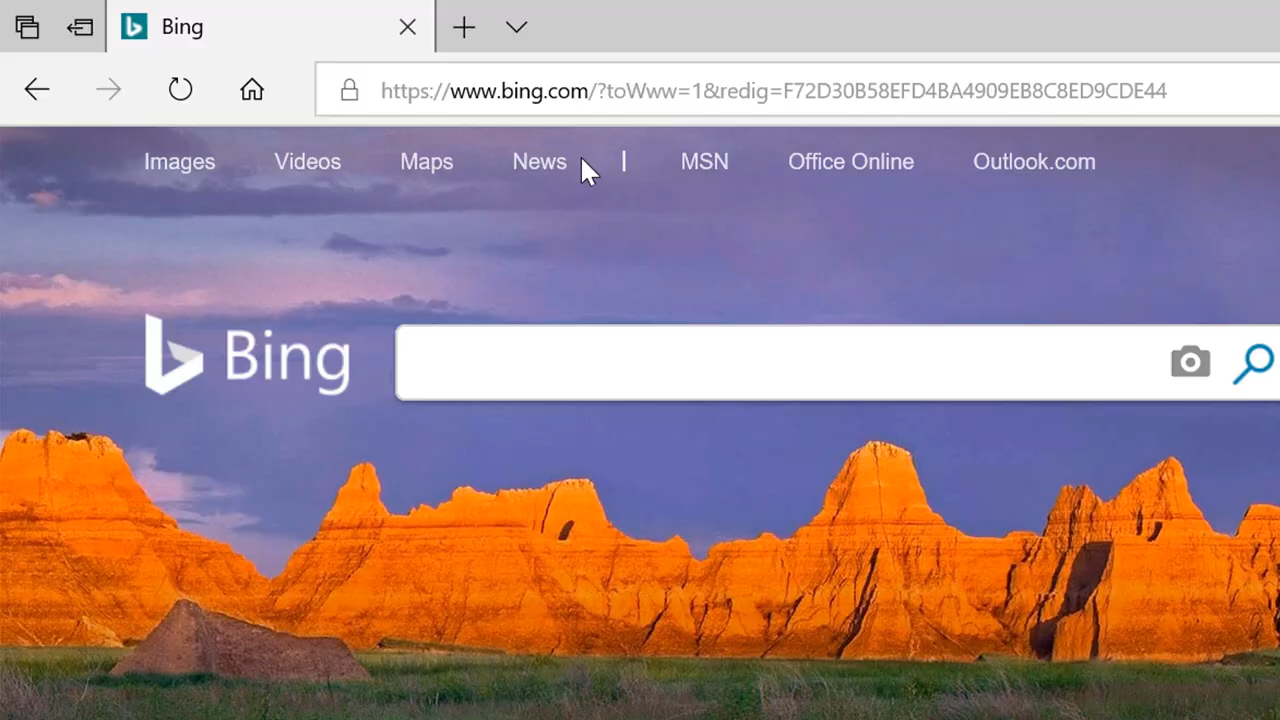 Bing
https://www.bing.com/?toWww=1&redig=F72D30B58EFD4BA4909EB8C8ED9CDE44
Images Videos Maps News | MSN Office Online Outlook.com
Bing